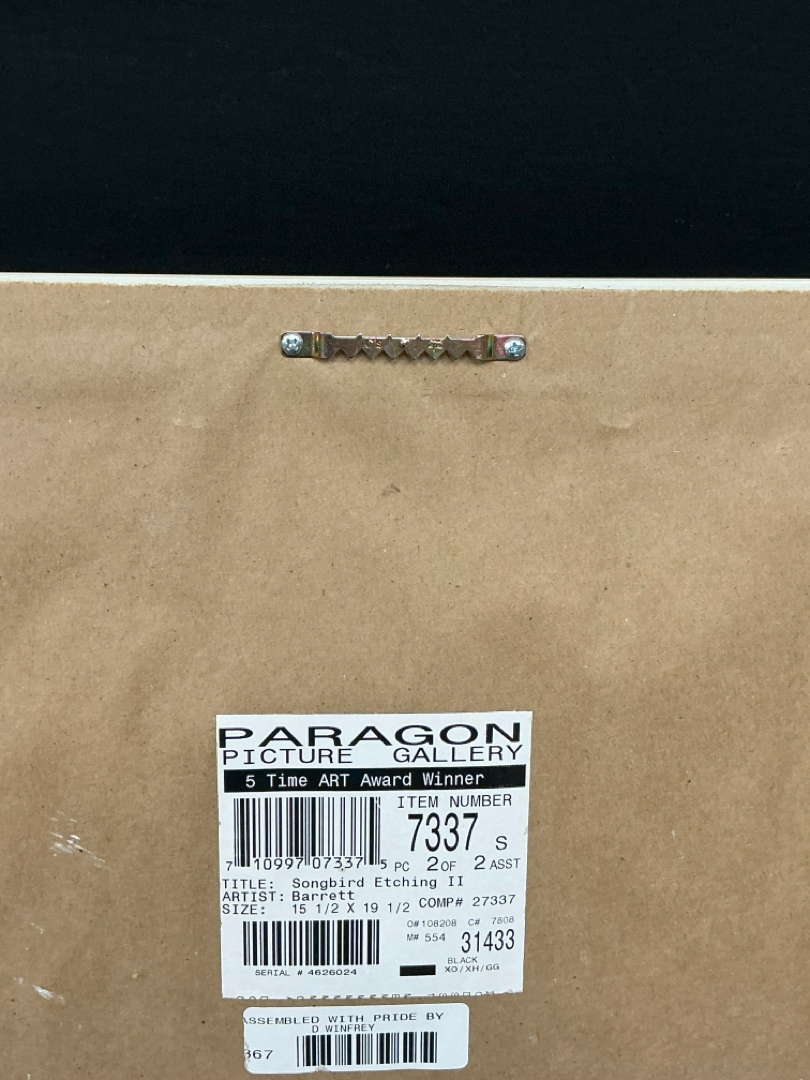 PARAGON
PICTURE GALLERY
5 Time ART Award Winner
ITEM NUMBER
7337 S
7 10997 07337 5 PC 2 OF 2 ASST
TITLE: Songbird Etching II
ARTIST: Barrett COMP# 27337
SIZE: 15 1/2 X 19 1/2
O#108208 C# 7808
M# 554 31433
SERIAL # 4626024
BLACK
XO/XH/GG
ASSEMBLED WITH PRIDE BY
D WINFREY
367